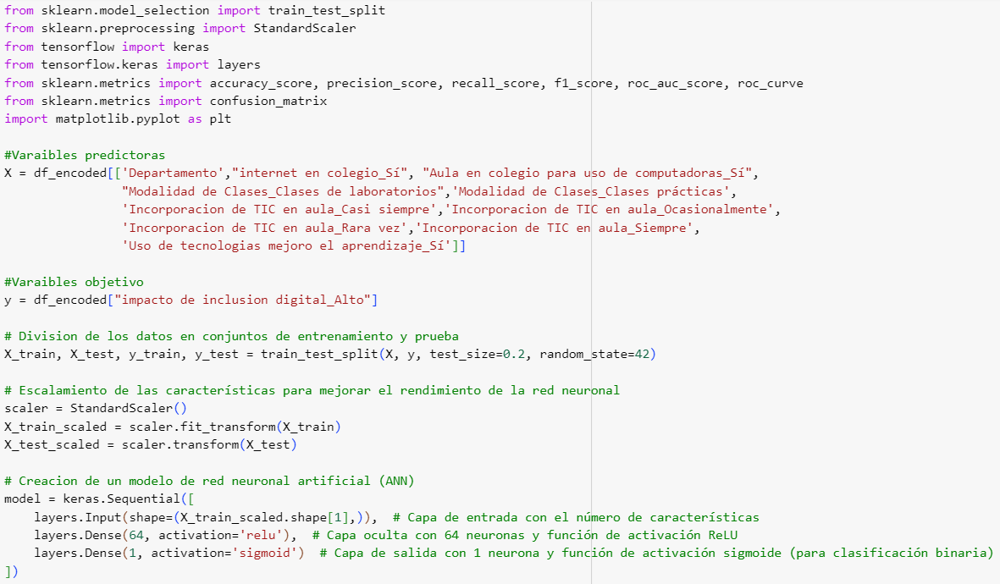 from sklearn.model_selection import train_test_split
from sklearn.preprocessing import StandardScaler
from tensorflow import keras
from tensorflow.keras import layers
from sklearn.metrics import accuracy_score, precision_score, recall_score, f1_score, roc_auc_score, roc_curve
from sklearn.metrics import confusion_matrix
import matplotlib.pyplot as plt

#Varaibles predictoras
X = df_encoded[['Departamento',"internet en colegio_Sí", "Aula en colegio para uso de computadoras_Sí",
                "Modalidad de Clases_Clases de laboratorios",'Modalidad de Clases_Clases prácticas',
                'Incorporacion de TIC en aula_Casi siempre','Incorporacion de TIC en aula_Ocasionalmente',
                'Incorporacion de TIC en aula_Rara vez','Incorporacion de TIC en aula_Siempre',
                'Uso de tecnologias mejoro el aprendizaje_Sí']]

#Varaibles objetivo
y = df_encoded["impacto de inclusion digital_Alto"]

# Division de los datos en conjuntos de entrenamiento y prueba
X_train, X_test, y_train, y_test = train_test_split(X, y, test_size=0.2, random_state=42)

# Escalamiento de las características para mejorar el rendimiento de la red neuronal
scaler = StandardScaler()
X_train_scaled = scaler.fit_transform(X_train)
X_test_scaled = scaler.transform(X_test)

# Creacion de un modelo de red neuronal artificial (ANN)
model = keras.Sequential([
    layers.Input(shape=(X_train_scaled.shape[1],)),  # Capa de entrada con el número de características
    layers.Dense(64, activation='relu'),  # Capa oculta con 64 neuronas y función de activación ReLU
    layers.Dense(1, activation='sigmoid')  # Capa de salida con 1 neurona y función de activación sigmoide (para clasificación binaria)
])